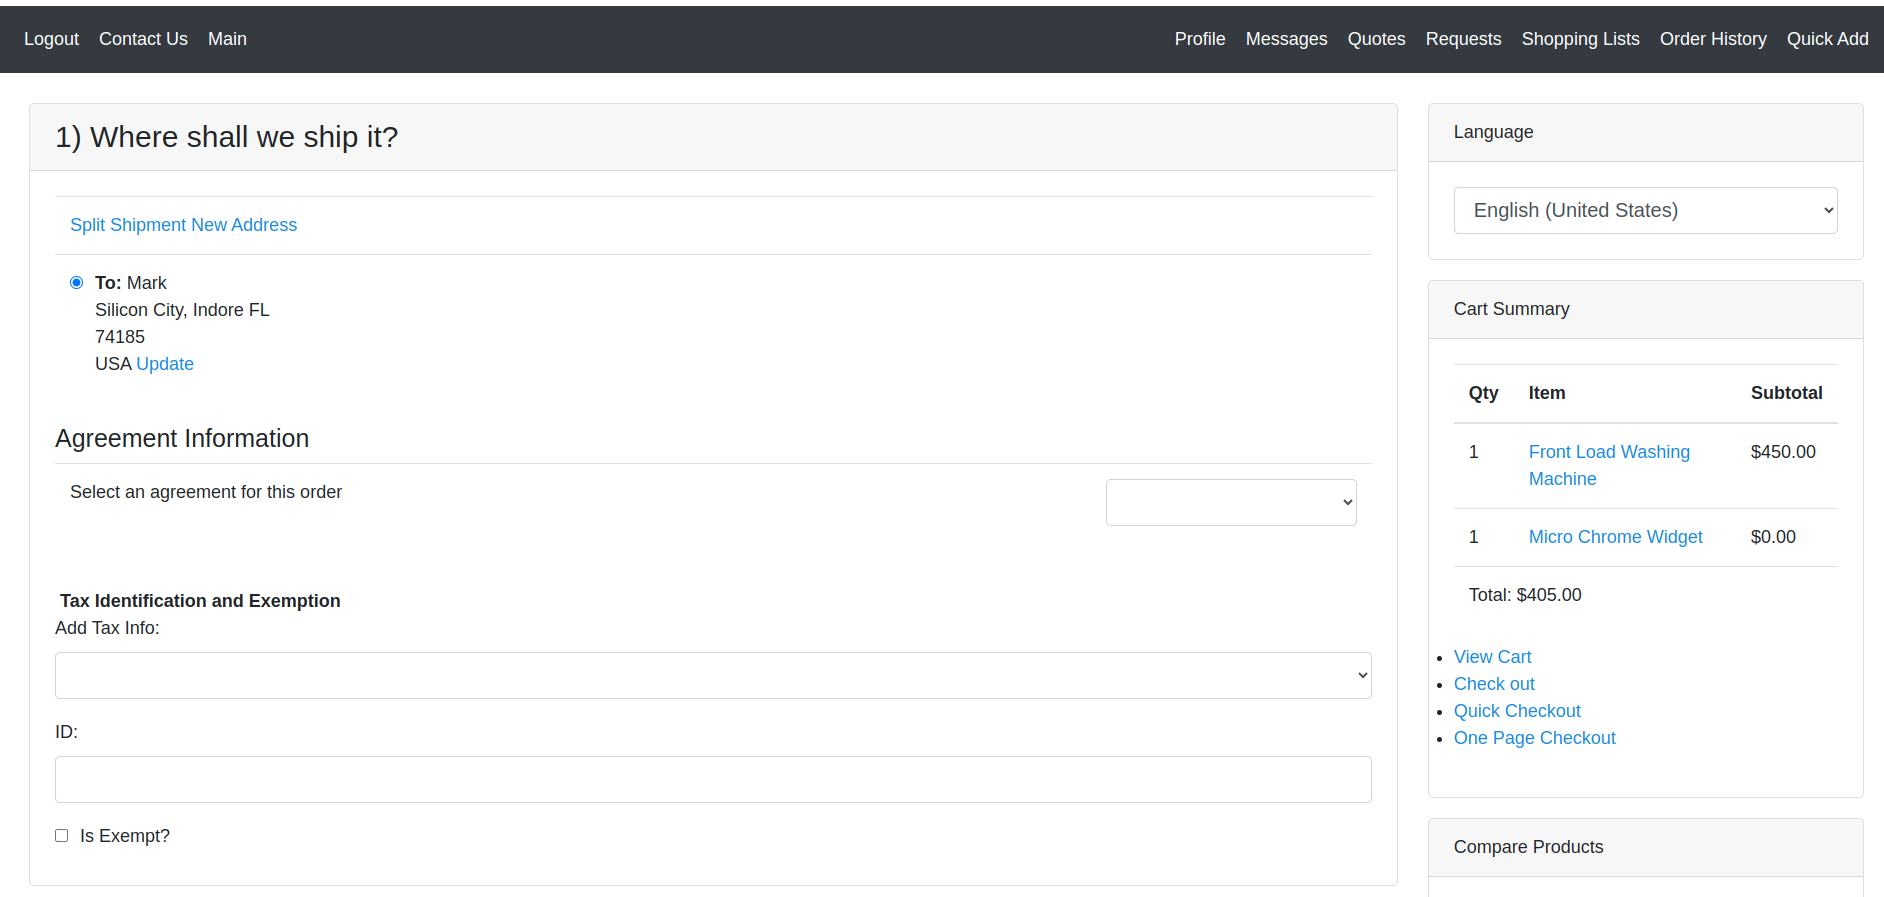 Logout Contact Us Main Profile Messages Quotes Requests Shopping Lists Order History Quick Add
1) Where shall we ship it?
Split Shipment New Address
To: Mark
Silicon City, Indore FL
74185
USA Update
Agreement Information
Select an agreement for this order
Tax Identification and Exemption
Add Tax Info:
ID:
Is Exempt?
Language
English (United States)
Cart Summary
Qty Item Subtotal
1 Front Load Washing $450.00
Machine
1 Micro Chrome Widget $0.00
Total: $405.00
View Cart
Check out
Quick Checkout
One Page Checkout
Compare Products